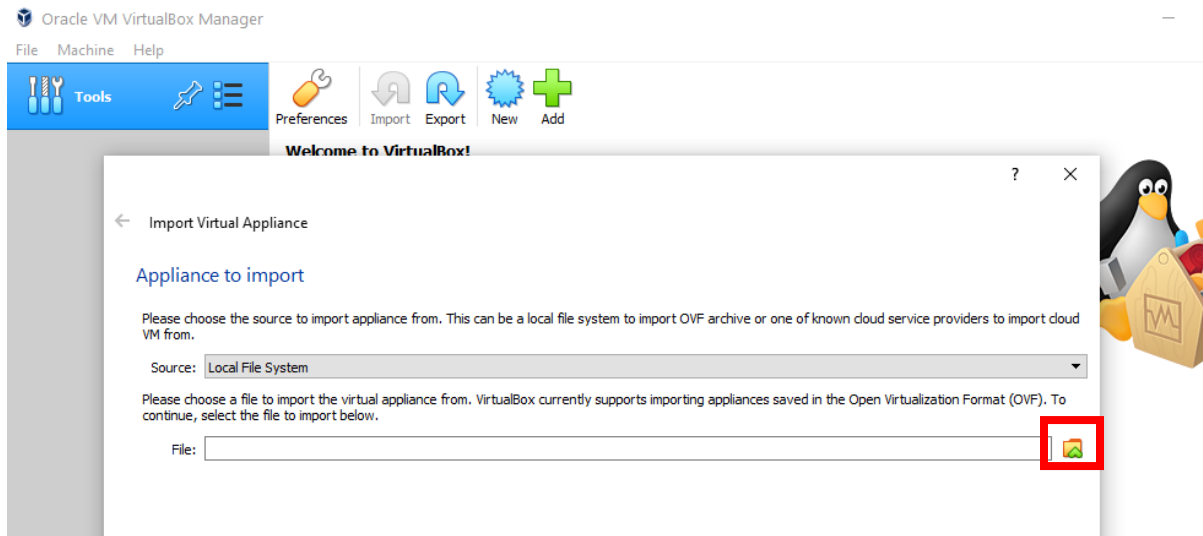 Oracle VM VirtualBox Manager
File Machine Help
Tools
Preferences Import Export New Add
Welcome to VirtualBox!
?
Import Virtual Appliance
Appliance to import
Please choose the source to import appliance from. This can be a local file system to import OVF archive or one of known cloud service providers to import cloud
VM from.
Source: Local File System
Please choose a file to import the virtual appliance from. VirtualBox currently supports importing appliances saved in the Open Virtualization Format (OVF). To
continue, select the file to import below.
File: